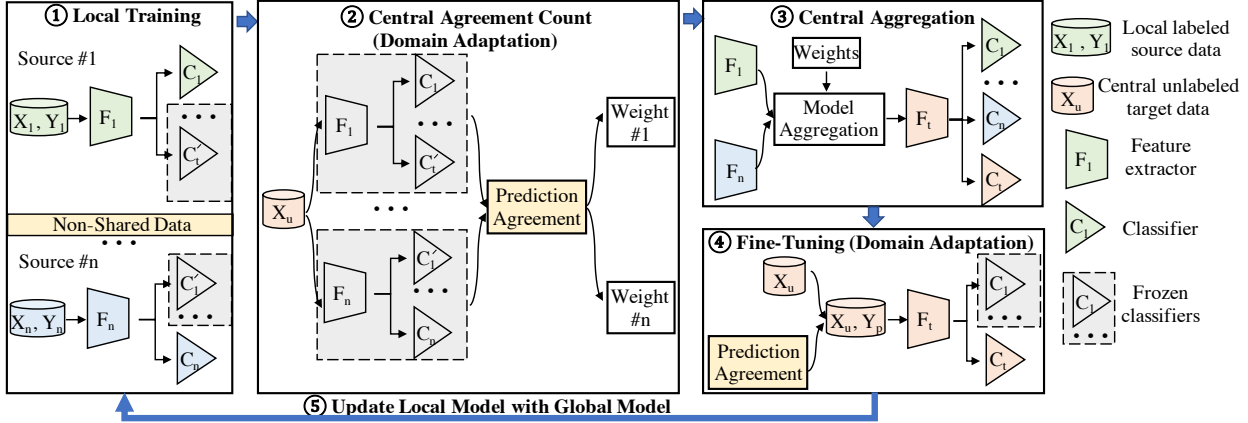 ① Local Training
Source #1
X₁ , Y₁
F₁
C₁
• • •
C′ₜ
Non-Shared Data
• • •
Source #n
Xₙ , Yₙ
Fₙ
C′₁
• • •
Cₙ
② Central Agreement Count
(Domain Adaptation)
Xᵤ
F₁
C₁
• • •
C′ₜ
• • •
Fₙ
C′₁
• • •
Cₙ
Prediction
Agreement
Weight
#1
Weight
#n
③ Central Aggregation
F₁
Fₙ
Weights
Model
Aggregation
Fₜ
C₁
• • •
Cₙ
Cₜ
④ Fine-Tuning (Domain Adaptation)
Xᵤ
Prediction
Agreement
Xᵤ, Yₚ
Fₜ
C₁
• • •
Cₜ
⑤ Update Local Model with Global Model
X₁ , Y₁
Local labeled
source data
Xᵤ
Central unlabeled
target data
F₁
Feature
extractor
C₁
Classifier
C₁
• • •
Frozen
classifiers